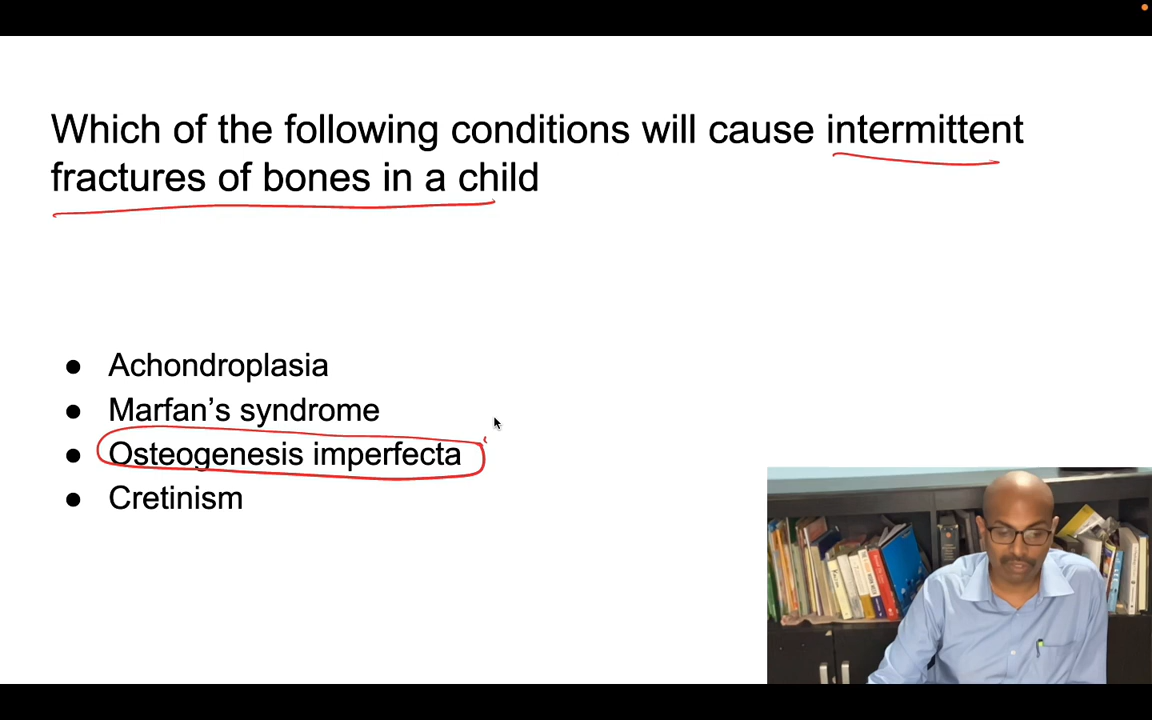 Which of the following conditions will cause intermittent
fractures of bones in a child
● Achondroplasia
● Marfan's syndrome
● Osteogenesis imperfecta
● Cretinism